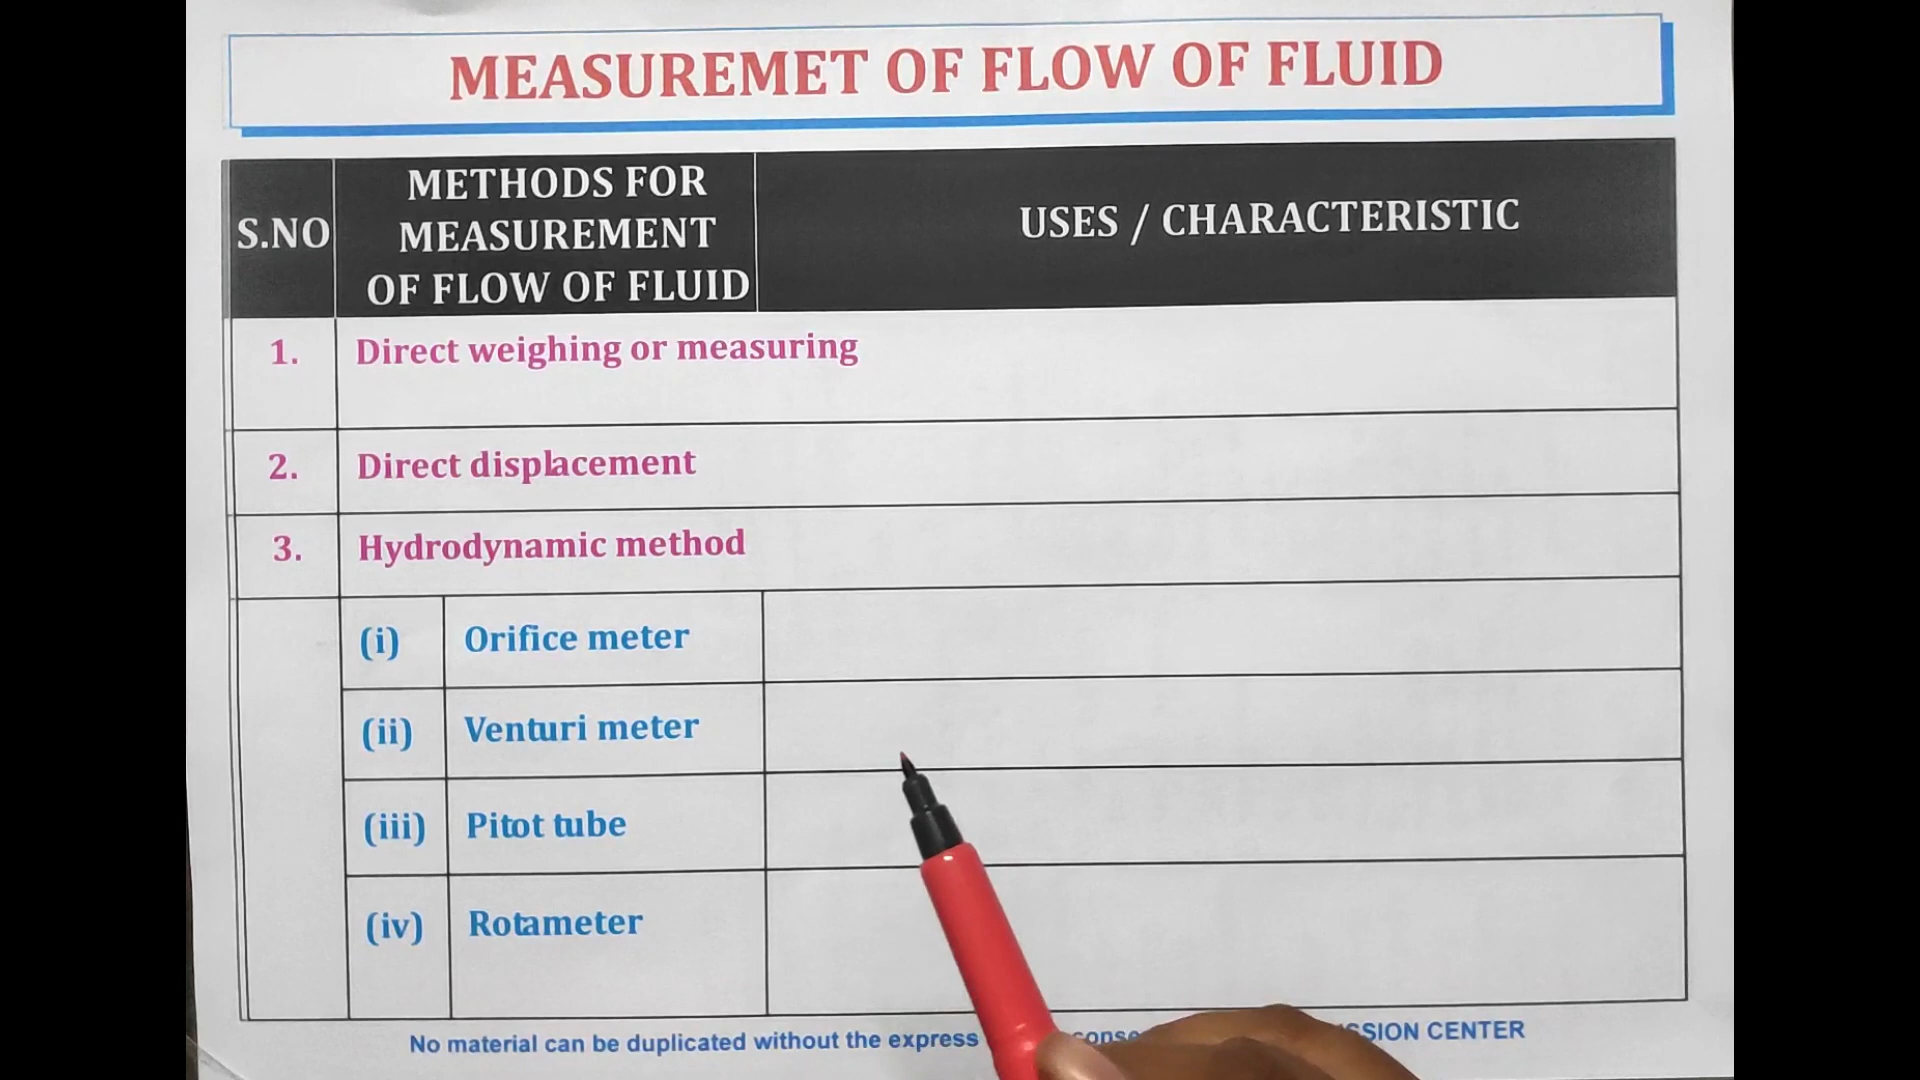 MEASUREMET OF FLOW OF FLUID
S.NO
METHODS FOR
MEASUREMENT
OF FLOW OF FLUID
USES / CHARACTERISTIC
1. Direct weighing or measuring
2. Direct displacement
3. Hydrodynamic method
(i) Orifice meter
(ii) Venturi meter
(iii) Pitot tube
(iv) Rotameter
No material can be duplicated without the express CENTER